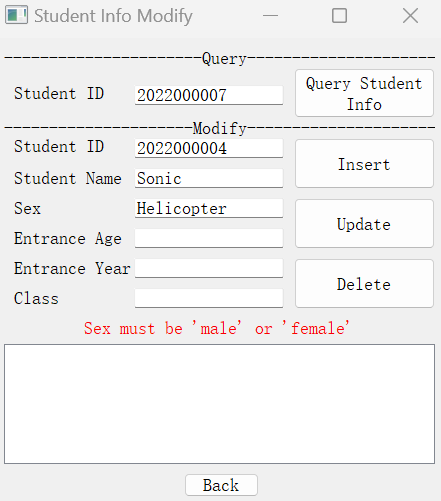 Student Info Modify
Query
Student ID 2022000007 Query Student Info
Modify
Student ID 2022000004
Insert
Student Name Sonic
Sex Helicopter
Update
Entrance Age
Entrance Year
Delete
Class
Sex must be 'male' or 'female'
Back